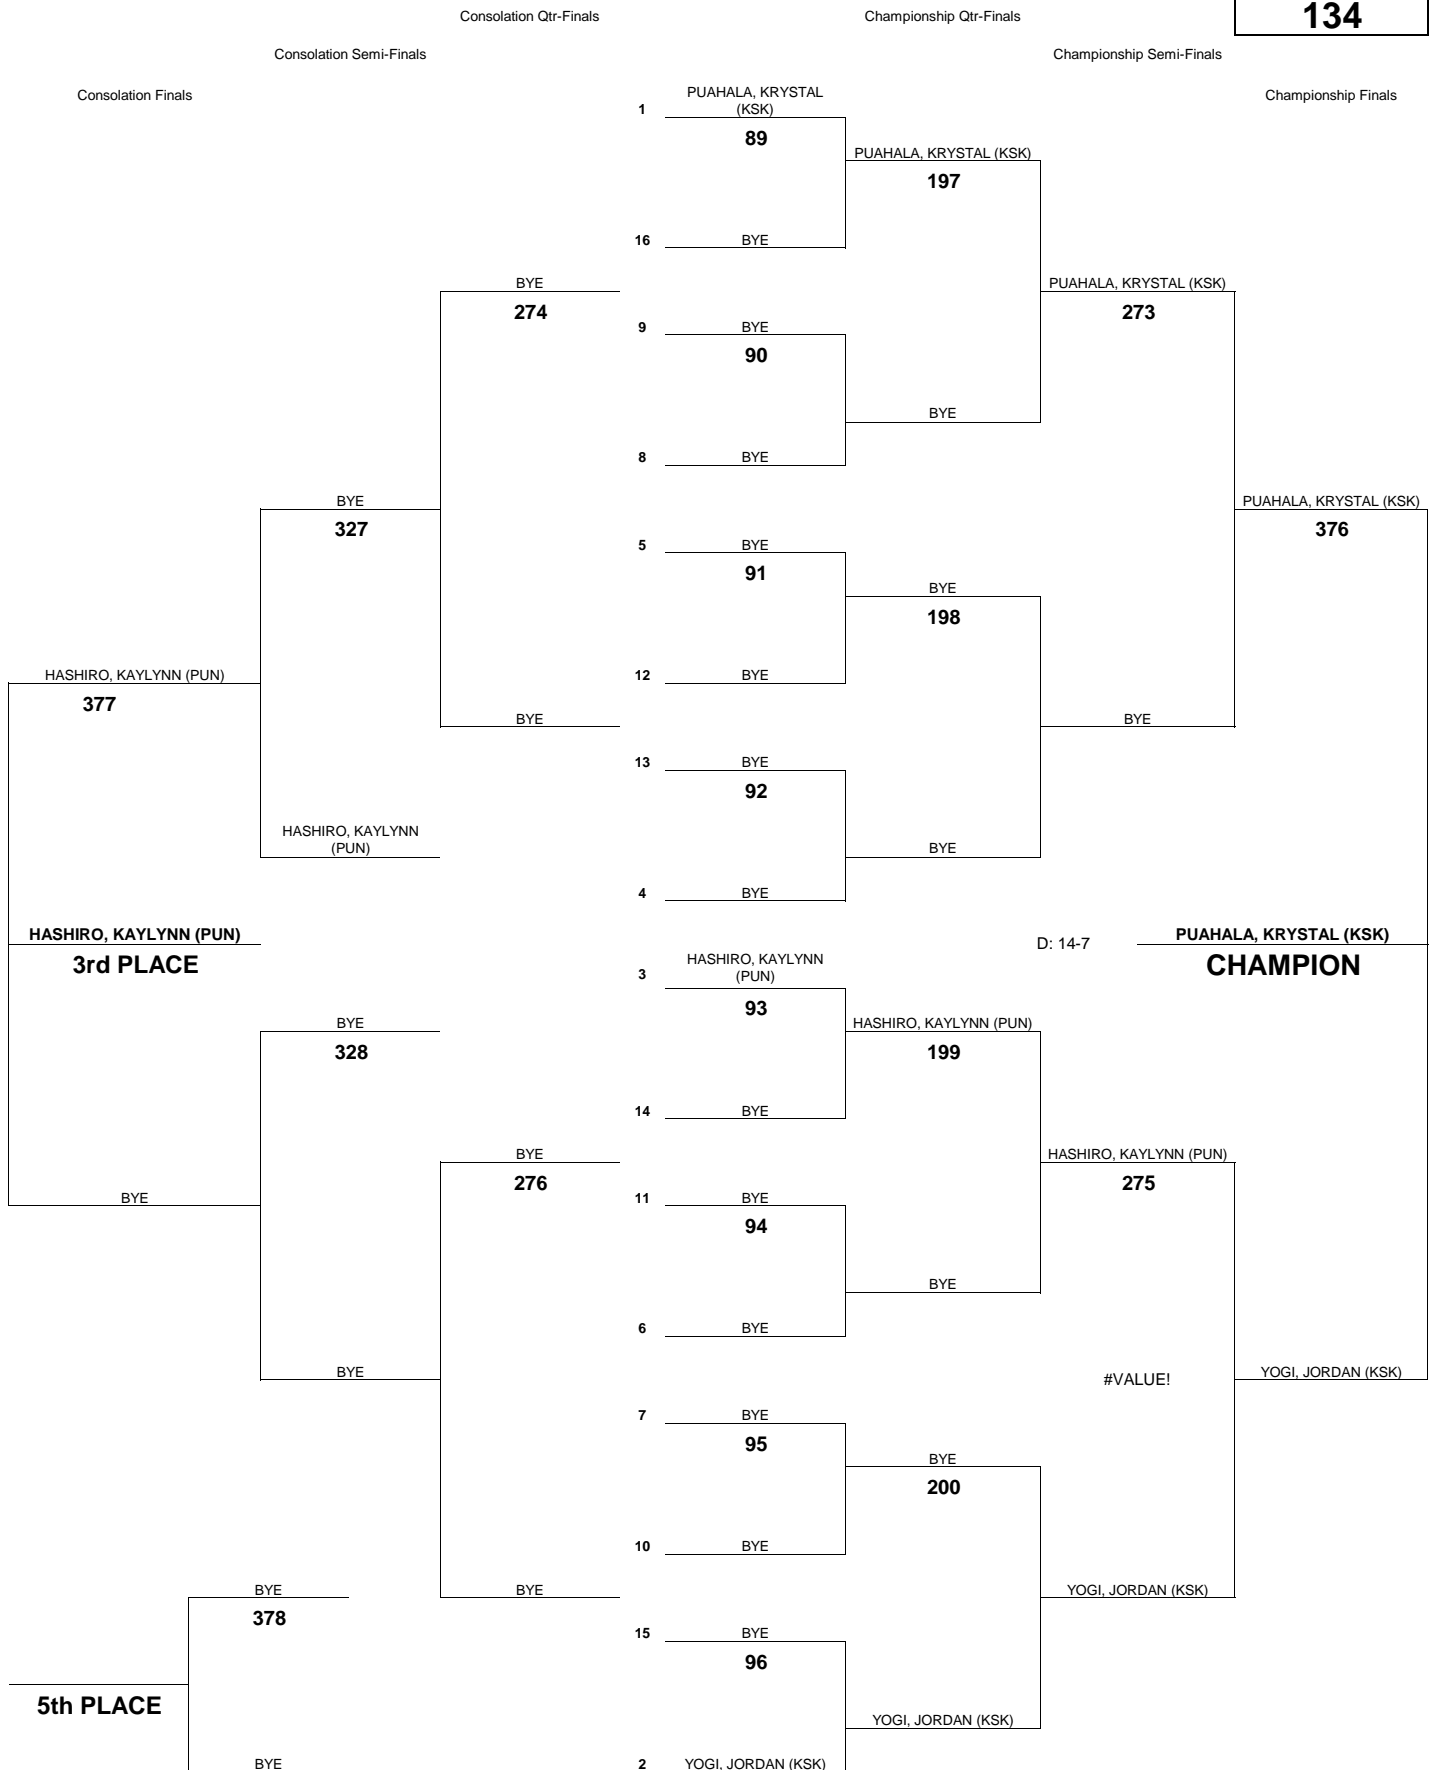 Consolation Qtr-Finals
Championship Qtr-Finals
134
Consolation Semi-Finals
Championship Semi-Finals
Consolation Finals
Championship Finals
PUAHALA, KRYSTAL
(KSK)
1
89
PUAHALA, KRYSTAL (KSK)
197
16
BYE
BYE
PUAHALA, KRYSTAL (KSK)
274
273
9
BYE
90
BYE
8
BYE
BYE
PUAHALA, KRYSTAL (KSK)
327
376
5
BYE
91
BYE
198
HASHIRO, KAYLYNN (PUN)
12
BYE
377
BYE
BYE
13
BYE
92
HASHIRO, KAYLYNN
(PUN)
BYE
4
BYE
HASHIRO, KAYLYNN (PUN)
D: 14-7
PUAHALA, KRYSTAL (KSK)
3rd PLACE
CHAMPION
HASHIRO, KAYLYNN
(PUN)
3
93
BYE
HASHIRO, KAYLYNN (PUN)
328
199
14
BYE
BYE
HASHIRO, KAYLYNN (PUN)
276
275
BYE
11
BYE
94
BYE
6
BYE
BYE
#VALUE!
YOGI, JORDAN (KSK)
7
BYE
95
BYE
200
10
BYE
BYE
BYE
YOGI, JORDAN (KSK)
378
15
BYE
96
5th PLACE
YOGI, JORDAN (KSK)
BYE
2
YOGI, JORDAN (KSK)